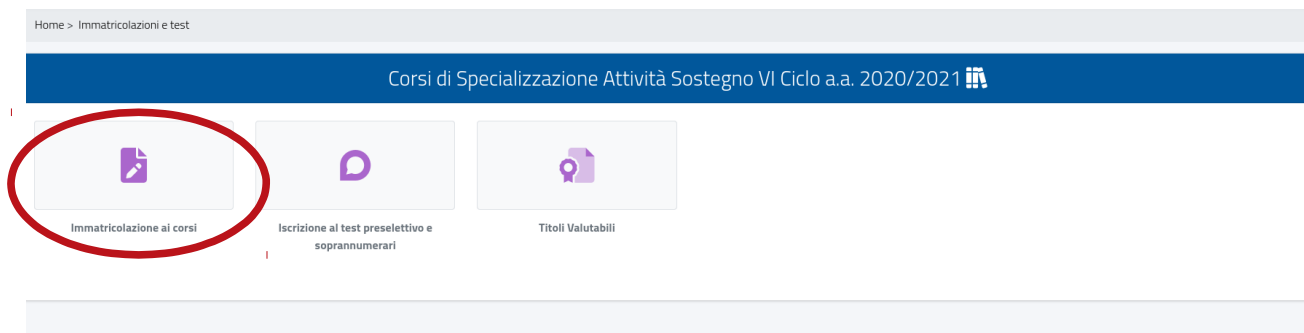 Home > Immatricolazioni e test
Corsi di Specializzazione Attività Sostegno VI Ciclo a.a. 2020/2021
Immatricolazione ai corsi
Iscrizione al test preselettivo e
soprannumerari
Titoli Valutabili